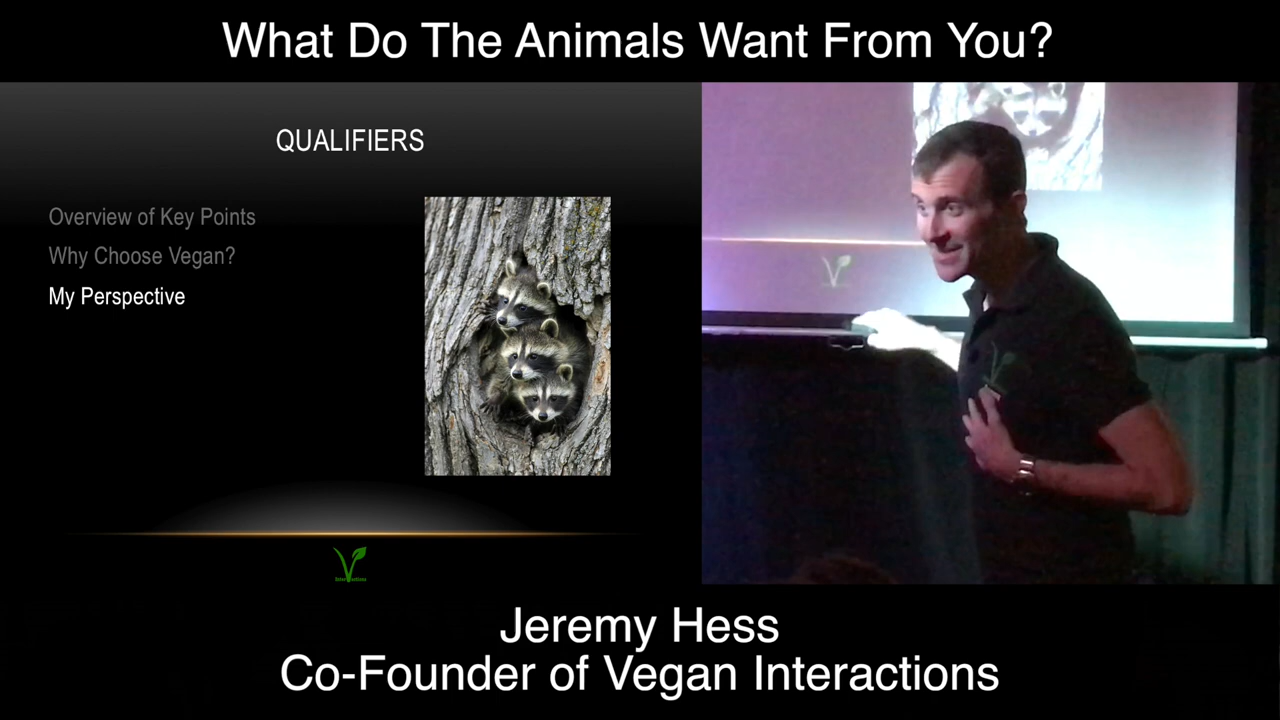 What Do The Animals Want From You?
QUALIFIERS
Overview of Key Points
Why Choose Vegan?
My Perspective
Jeremy Hess
Co-Founder of Vegan Interactions